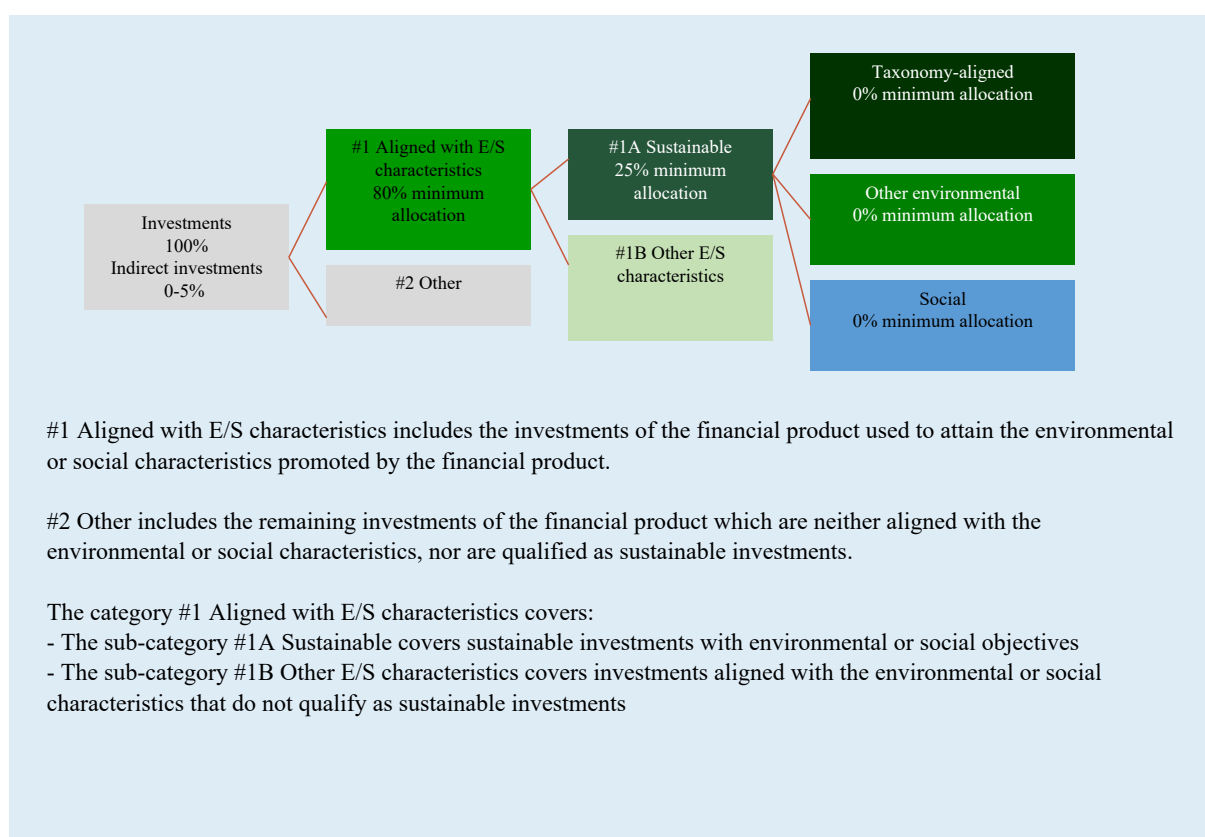 Investments
100%
Indirect investments
0-5%
#1 Aligned with E/S
characteristics
80% minimum
allocation
#2 Other
#1A Sustainable
25% minimum
allocation
#1B Other E/S
characteristics
Taxonomy-aligned
0% minimum allocation
Other environmental
0% minimum allocation
Social
0% minimum allocation
#1 Aligned with E/S characteristics includes the investments of the financial product used to attain the environmental
or social characteristics promoted by the financial product.
#2 Other includes the remaining investments of the financial product which are neither aligned with the
environmental or social characteristics, nor are qualified as sustainable investments.
The category #1 Aligned with E/S characteristics covers:
- The sub-category #1A Sustainable covers sustainable investments with environmental or social objectives
- The sub-category #1B Other E/S characteristics covers investments aligned with the environmental or social
characteristics that do not qualify as sustainable investments